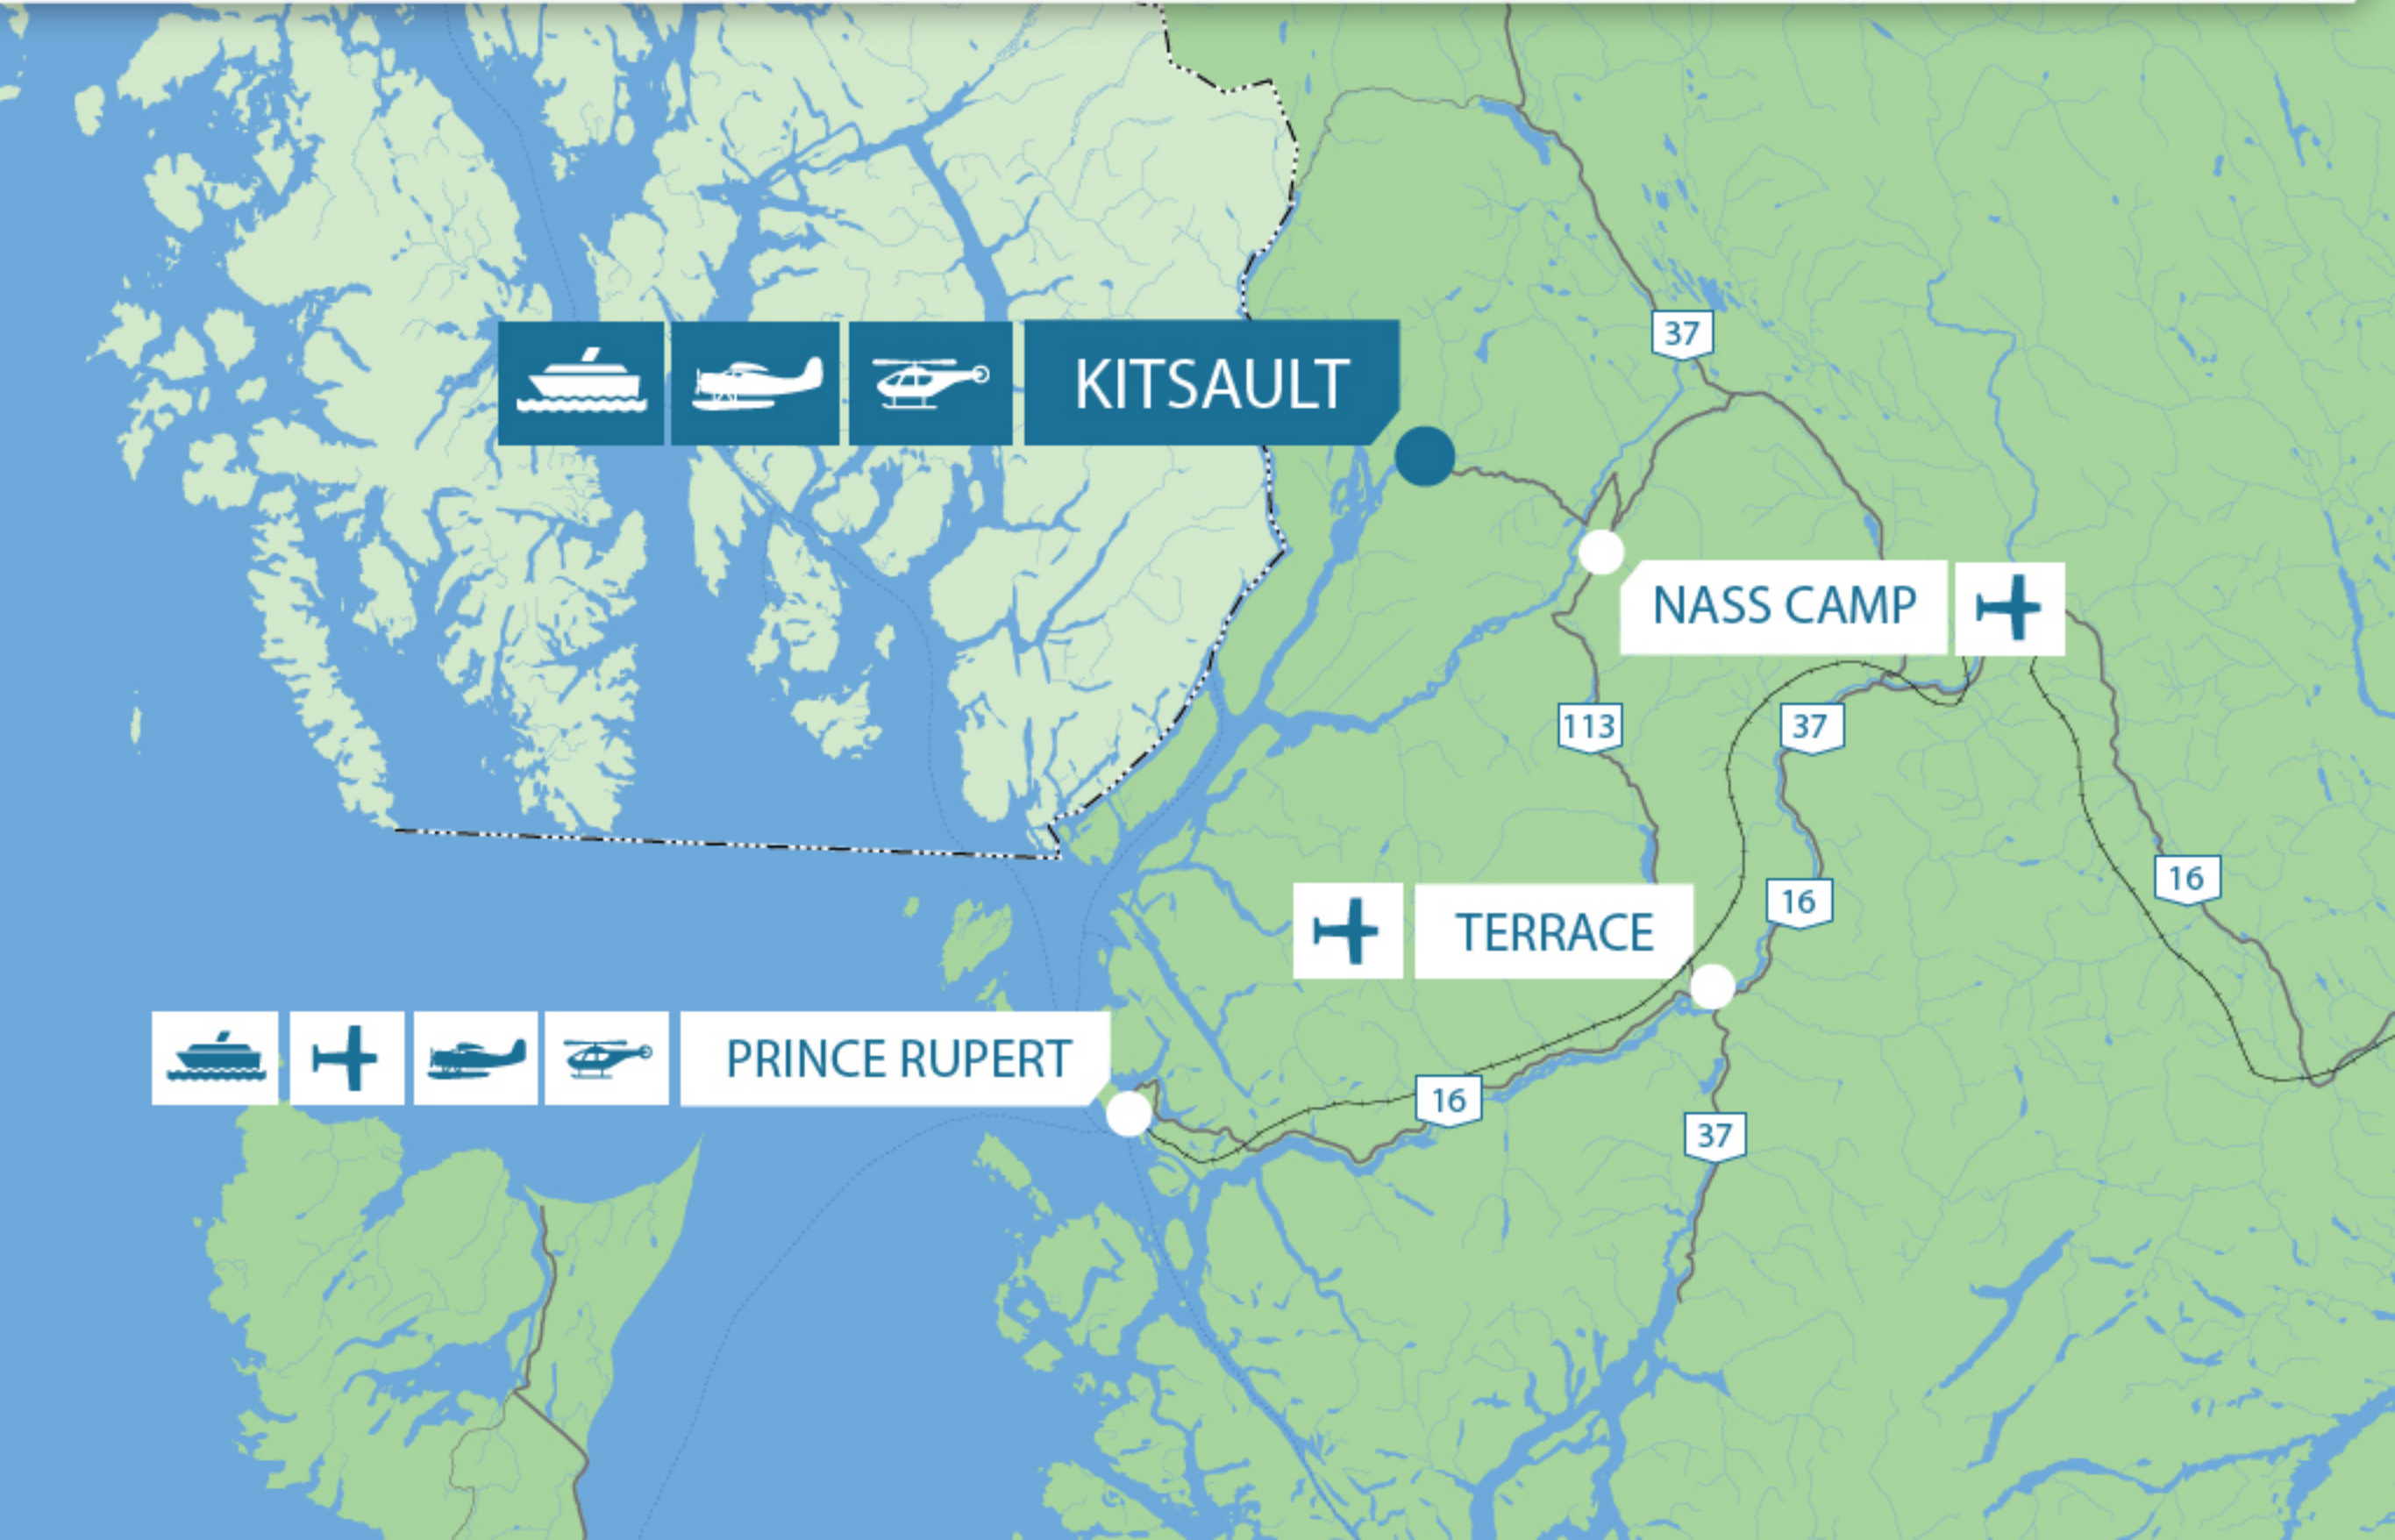 37
KITSAULT
NASS CAMP
113
37
16
16
TERRACE
PRINCE RUPERT
16
37